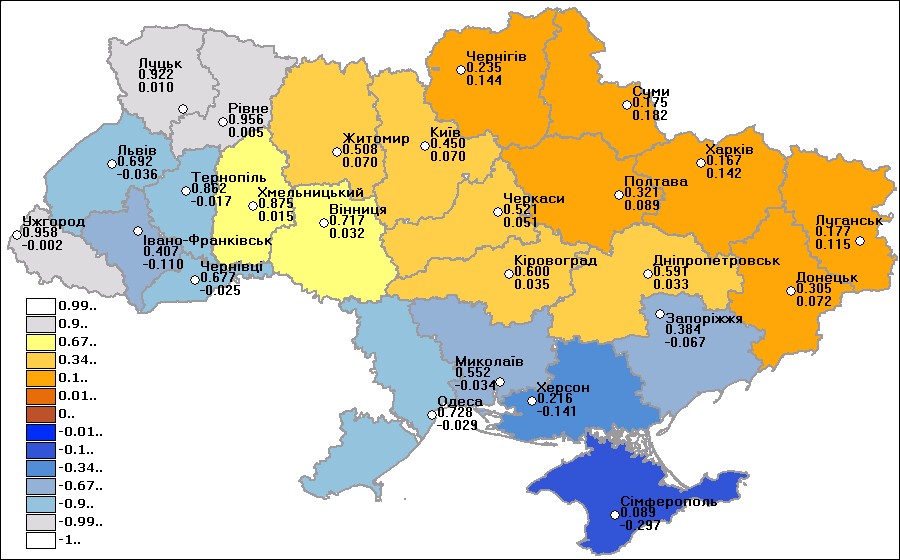 Чернігів
0.235
0.144
Суми
0.175
0.182
Луцьк
0.922
0.010
Рівне
0.956
0.005
Житомир
0.508
0.070
Київ
0.450
0.070
Харків
0.167
0.142
Львів
0.692
-0.036
Тернопіль
0.862
-0.017
Хмельницький
0.875
0.015
Вінниця
0.717
0.032
Черкаси
0.521
0.051
Полтава
0.321
0.089
Луганськ
0.177
0.115
Ужгород
0.958
-0.002
Івано-Франківськ
0.407
-0.110
Чернівці
0.677
-0.025
Кіровоград
0.600
0.035
Дніпропетровськ
0.591
0.033
Донецьк
0.305
0.072
Запоріжжя
0.384
-0.067
Миколаїв
0.552
-0.034
Херсон
0.216
-0.141
Одеса
0.728
-0.029
Сімферополь
0.089
-0.297
0.99..
0.9..
0.67..
0.34..
0.1..
0.01..
0..
-0.01..
-0.1..
-0.34..
-0.67..
-0.9..
-0.99..
-1..